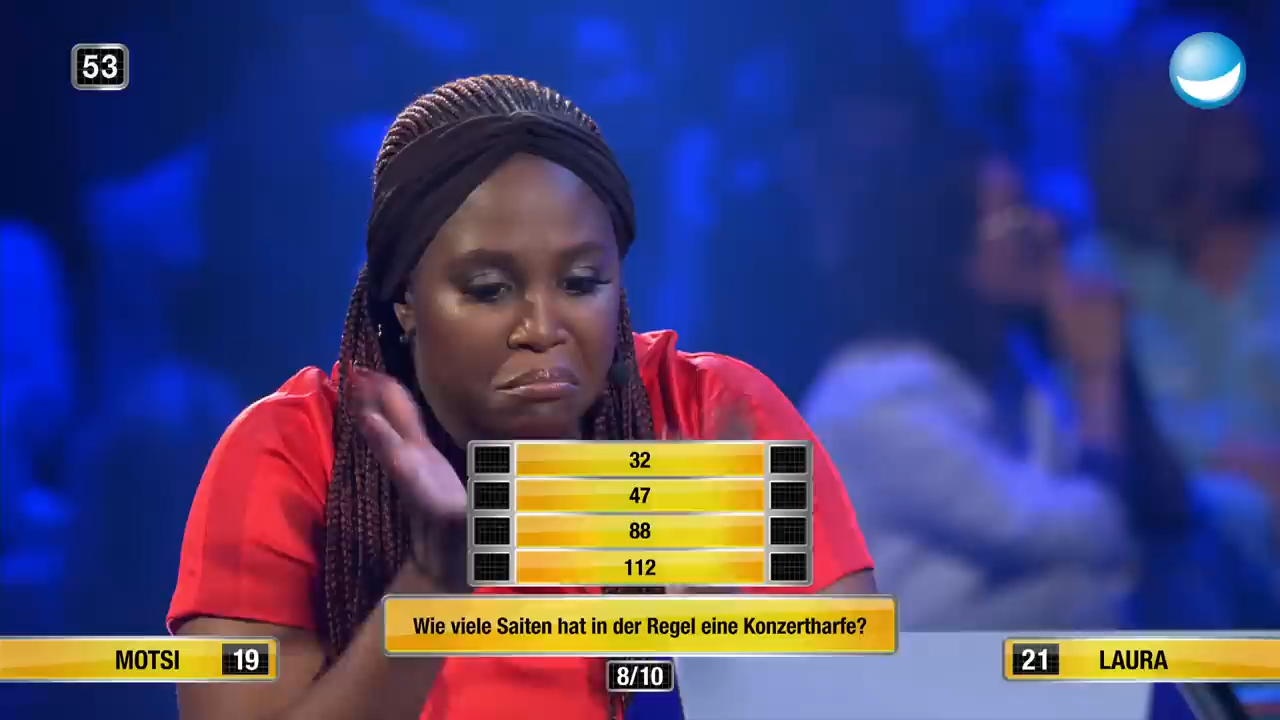 53
32
47
88
112
Wie viele Saiten hat in der Regel eine Konzertharfe?
MOTSI 19
21 LAURA
8/10